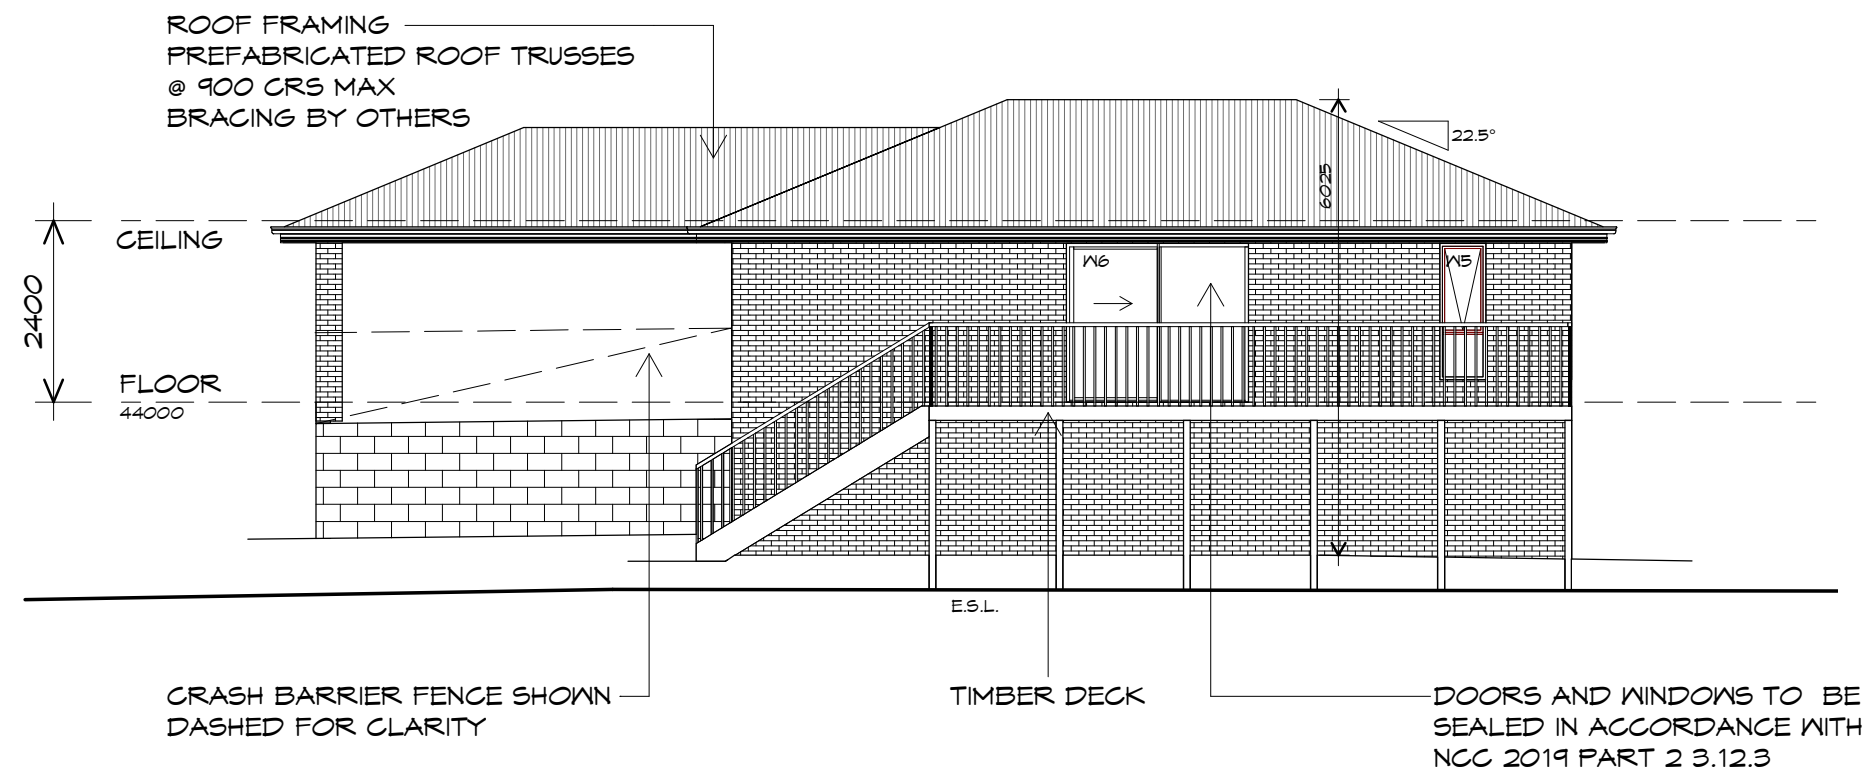 ROOF FRAMING
PREFABRICATED ROOF TRUSSES
@ 900 CRS MAX
BRACING BY OTHERS
22.5°
6025
CEILING
2400
W6
W5
FLOOR
44000
E.S.L.
CRASH BARRIER FENCE SHOWN
DASHED FOR CLARITY
TIMBER DECK
DOORS AND WINDOWS TO BE
SEALED IN ACCORDANCE WITH
NCC 2019 PART 2 3.12.3